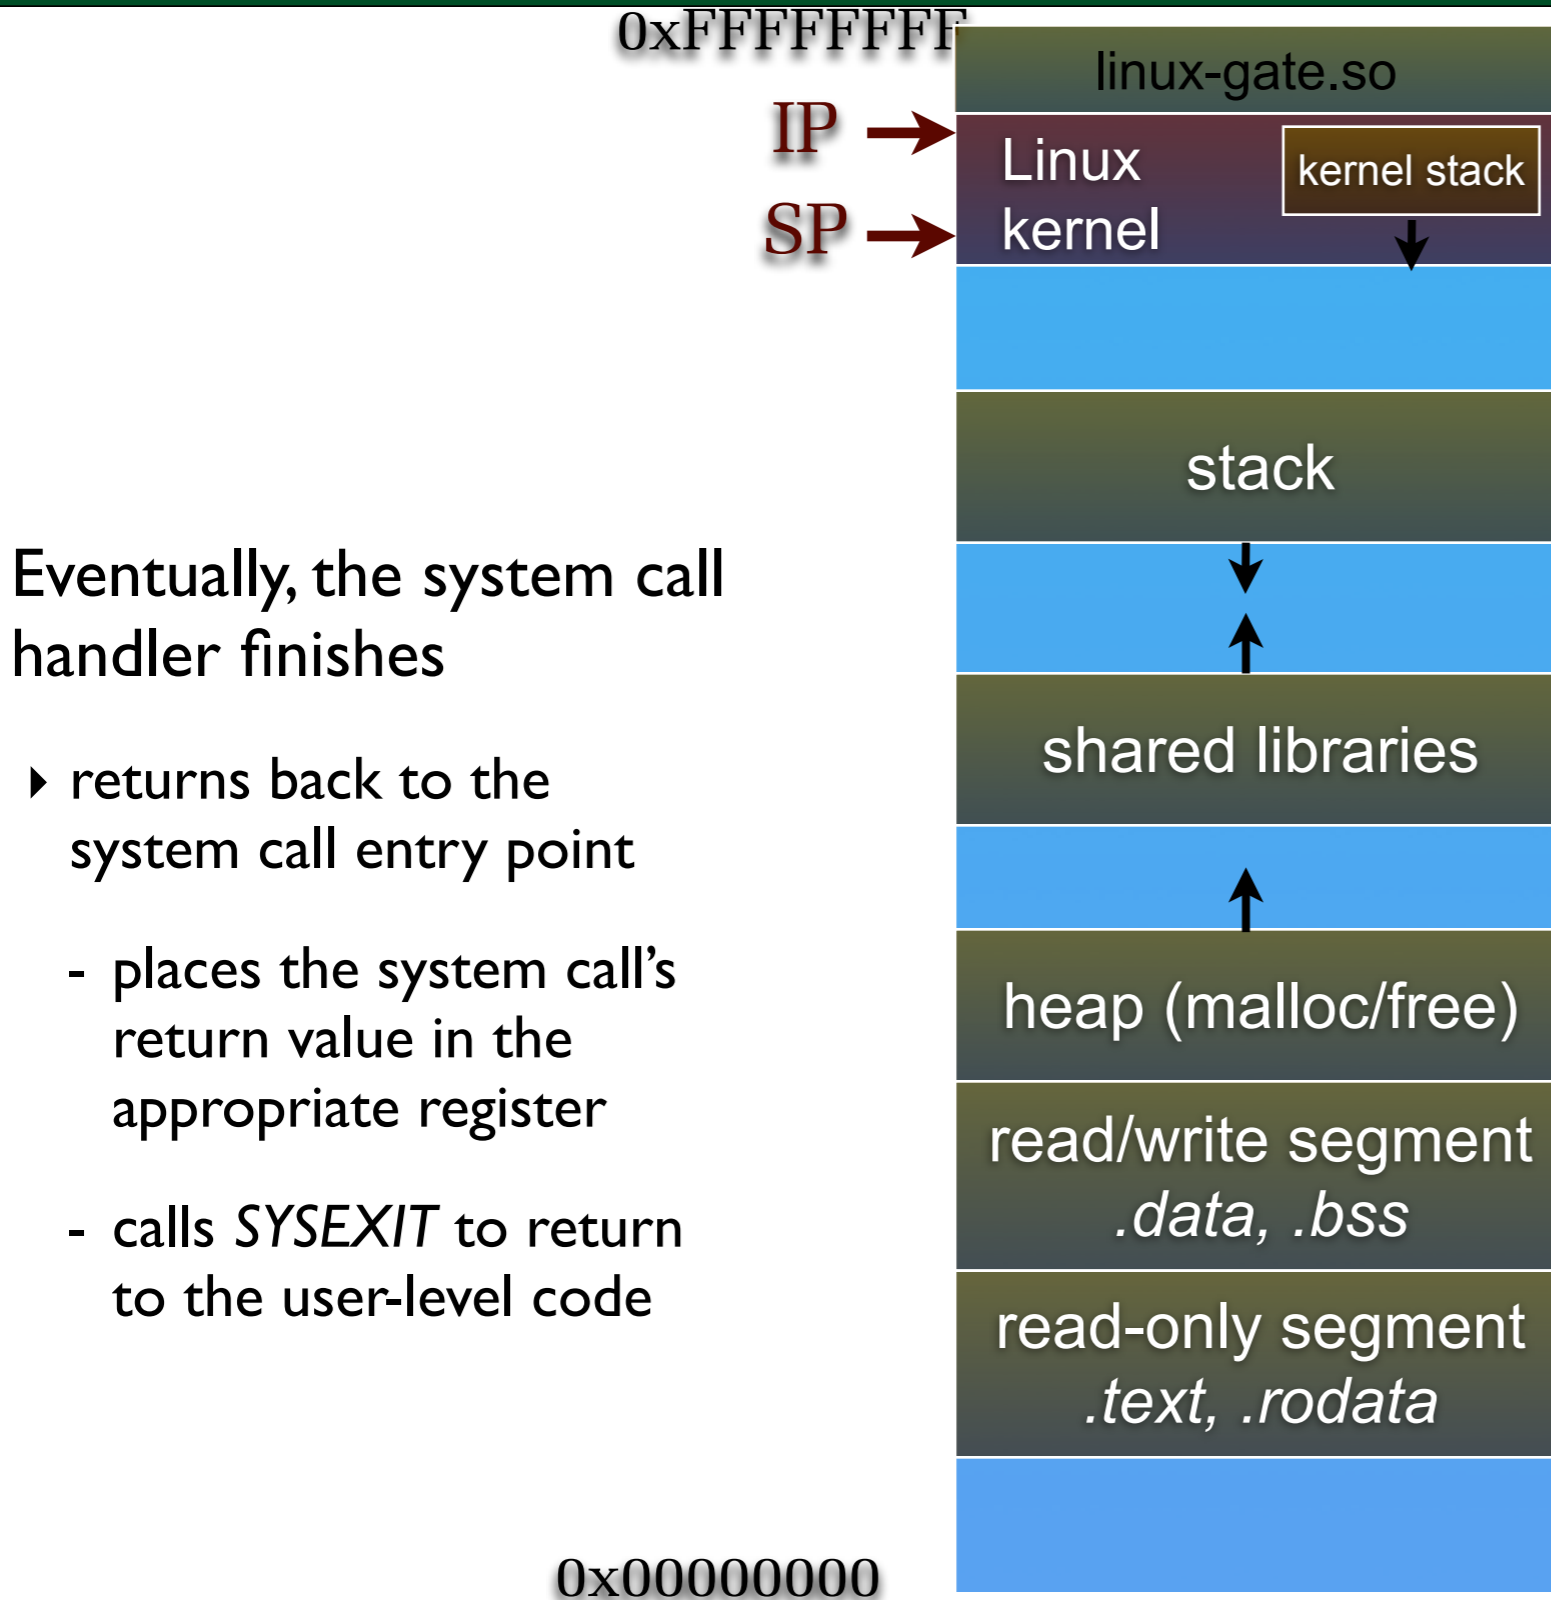 0xFFFFFFFF
linux-gate.so
IP
Linux
kernel
kernel stack
SP
stack
Eventually, the system call
handler finishes
shared libraries
▸ returns back to the
system call entry point
- places the system call’s
return value in the
appropriate register
heap (malloc/free)
read/write segment
.data, .bss
- calls SYSEXIT to return
to the user-level code
read-only segment
.text, .rodata
0x00000000